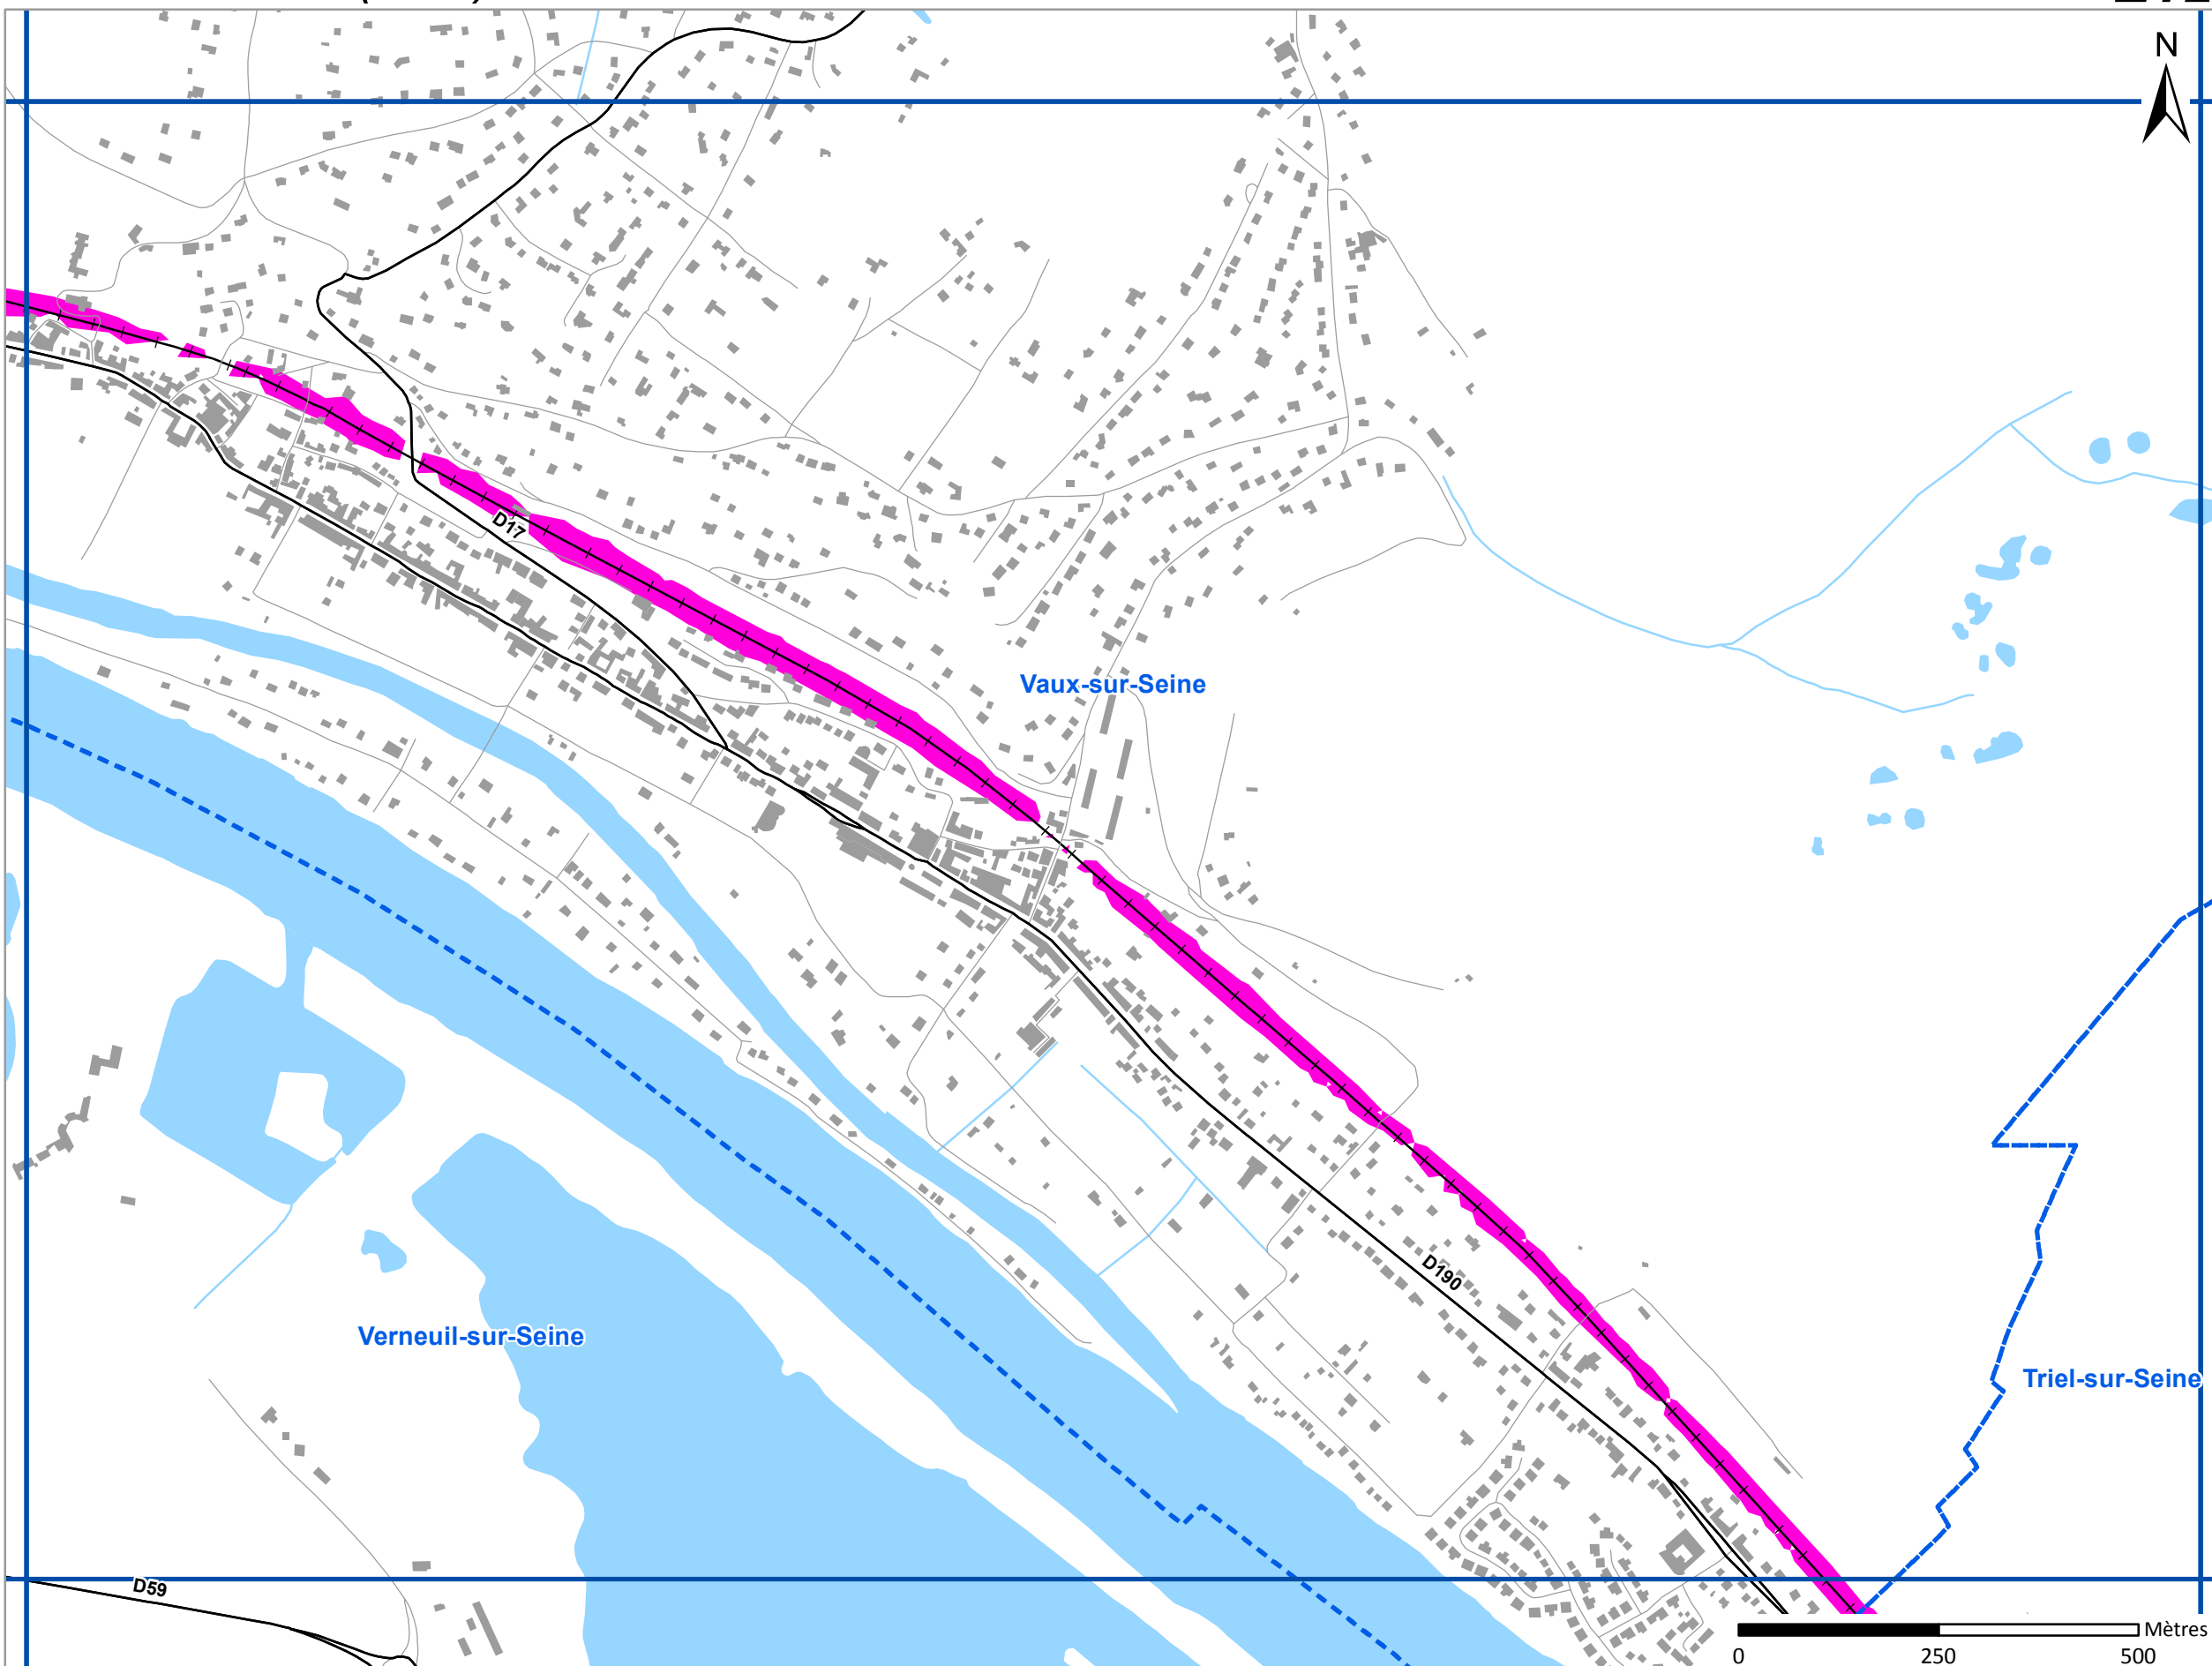 N
D17
Vaux-sur-Seine
D190
Verneuil-sur-Seine
Triel-sur-Seine
D59
Mètres
0 250 500